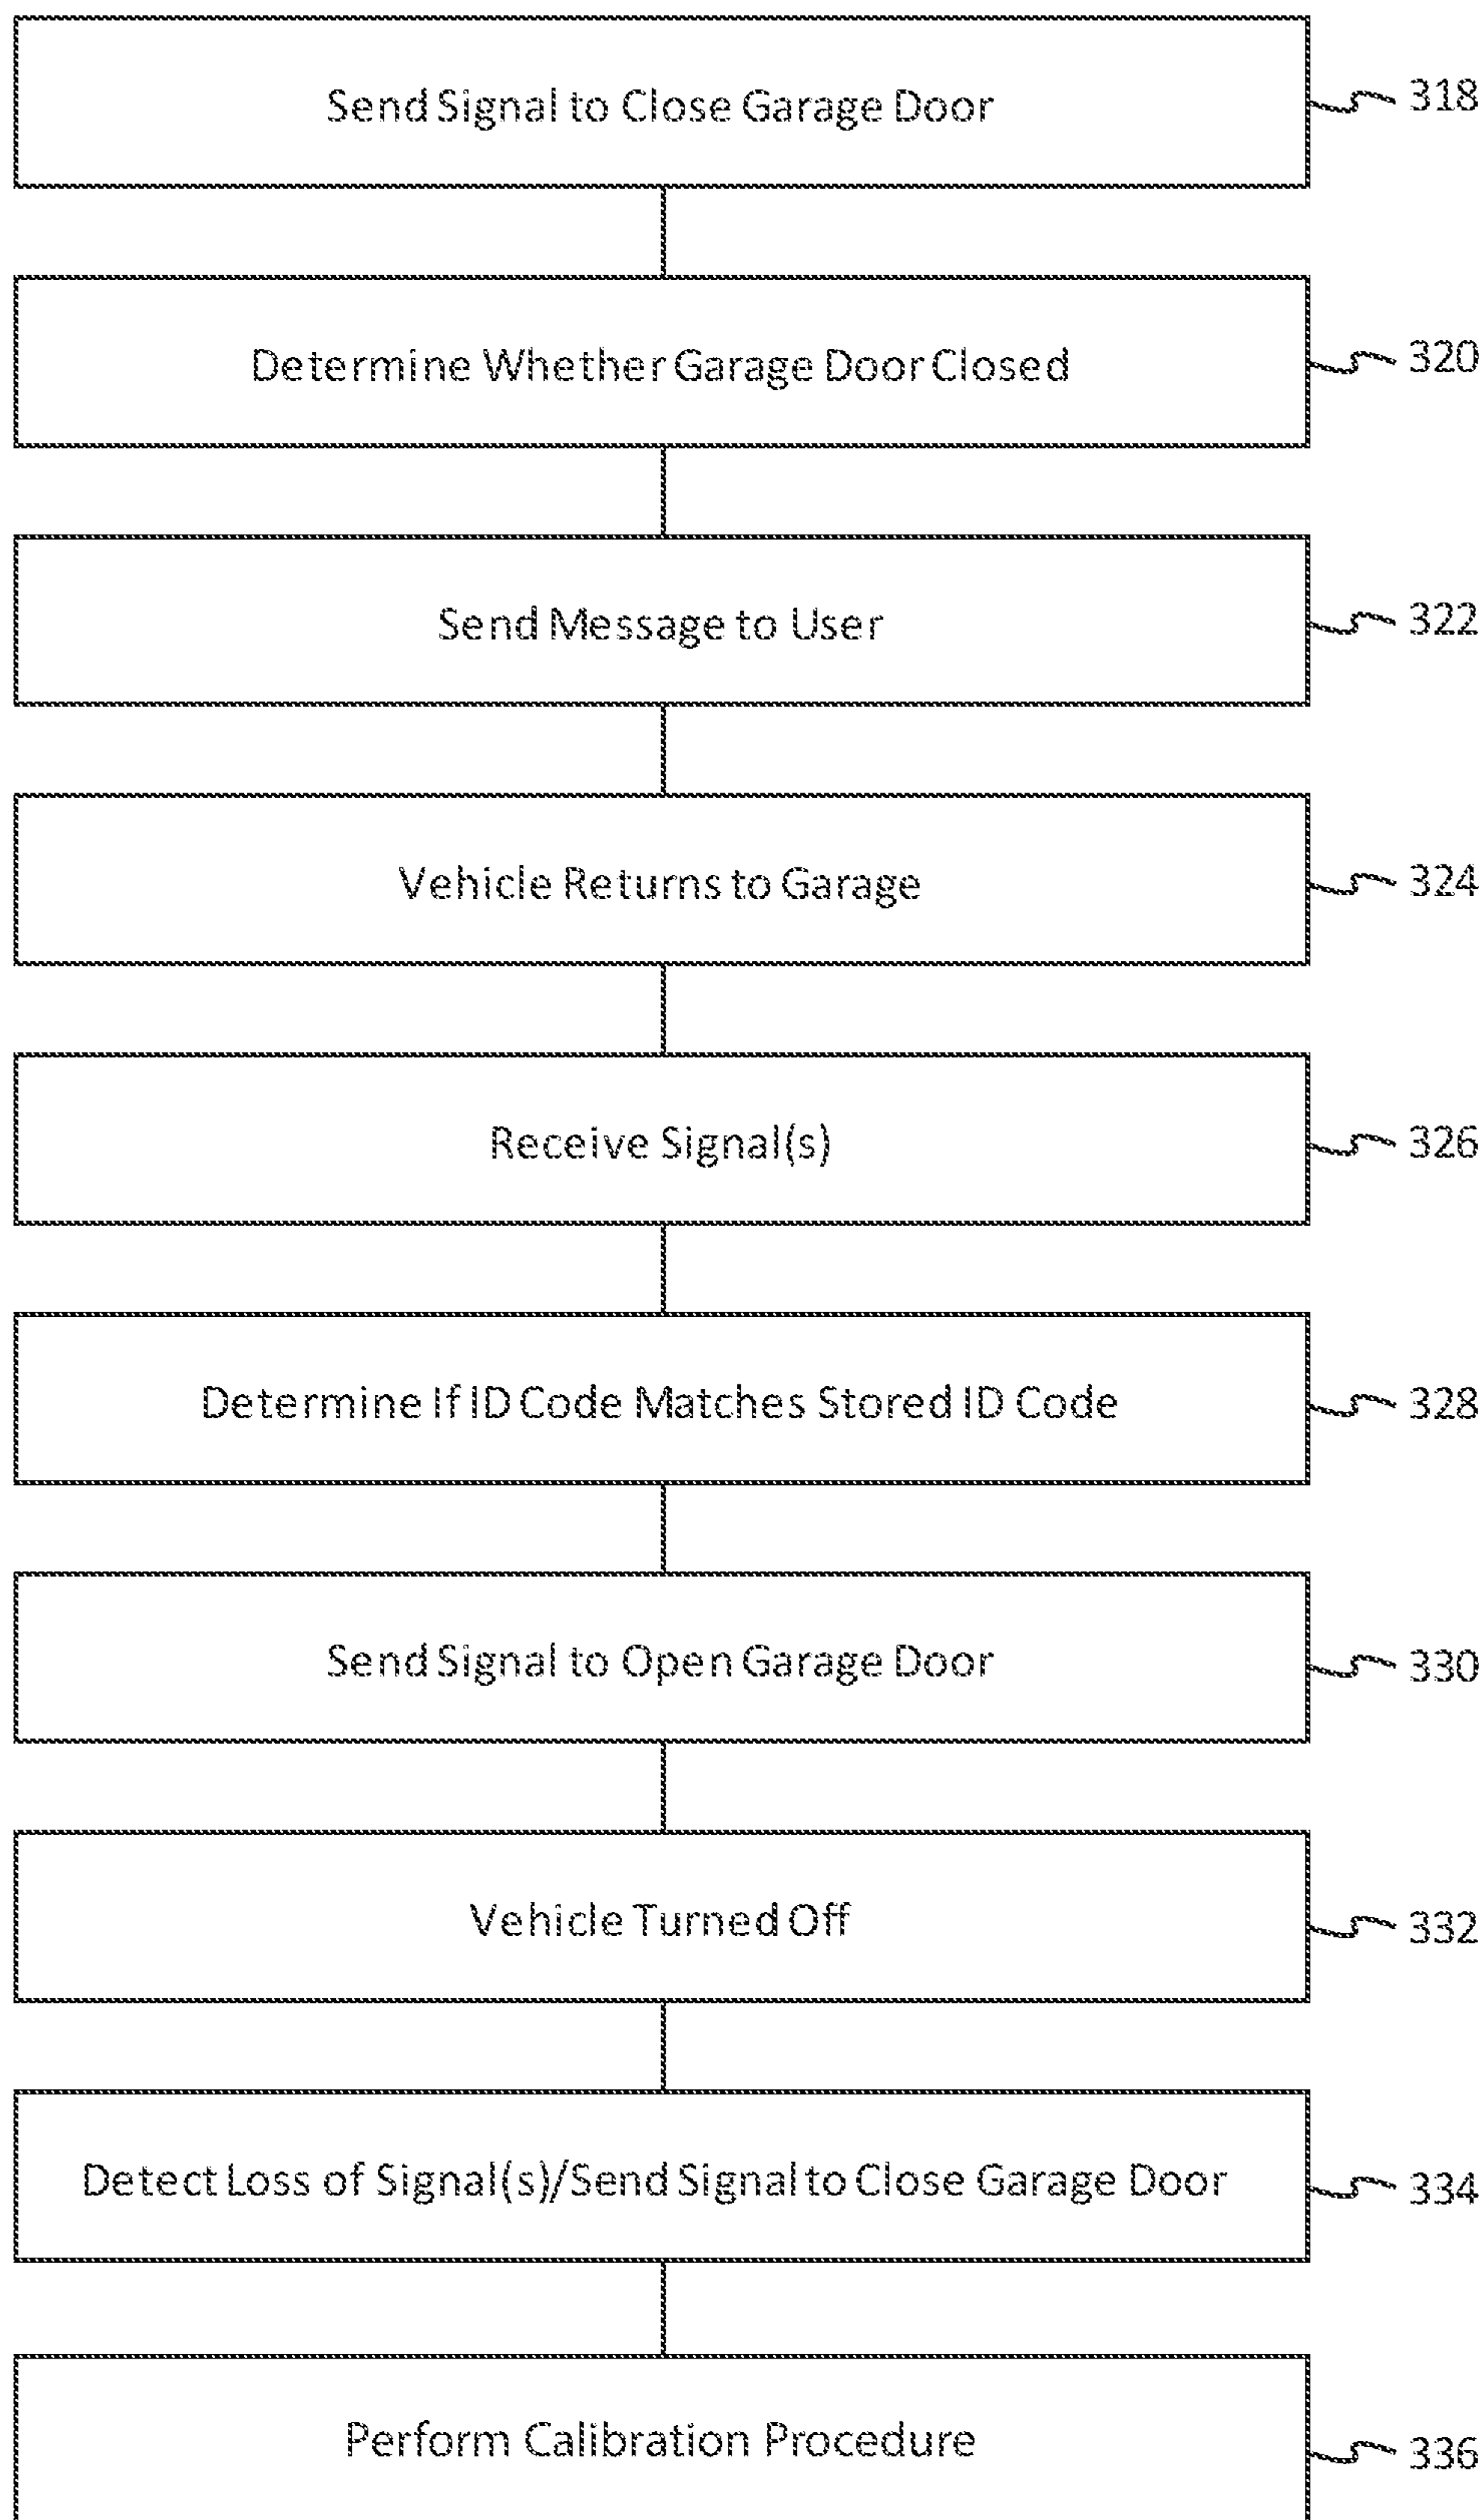 Send Signal to Close Garage Door 318
Determine Whether Garage Door Closed 320
Send Message to User 322
Vehicle Returns to Garage 324
Receive Signal(s) 326
Determine If ID Code Matches Stored ID Code 328
Send Signal to Open Garage Door 330
Vehicle Turned Off 332
Detect Loss of Signal(s)/Send Signal to Close Garage Door 334
Perform Calibration Procedure 336